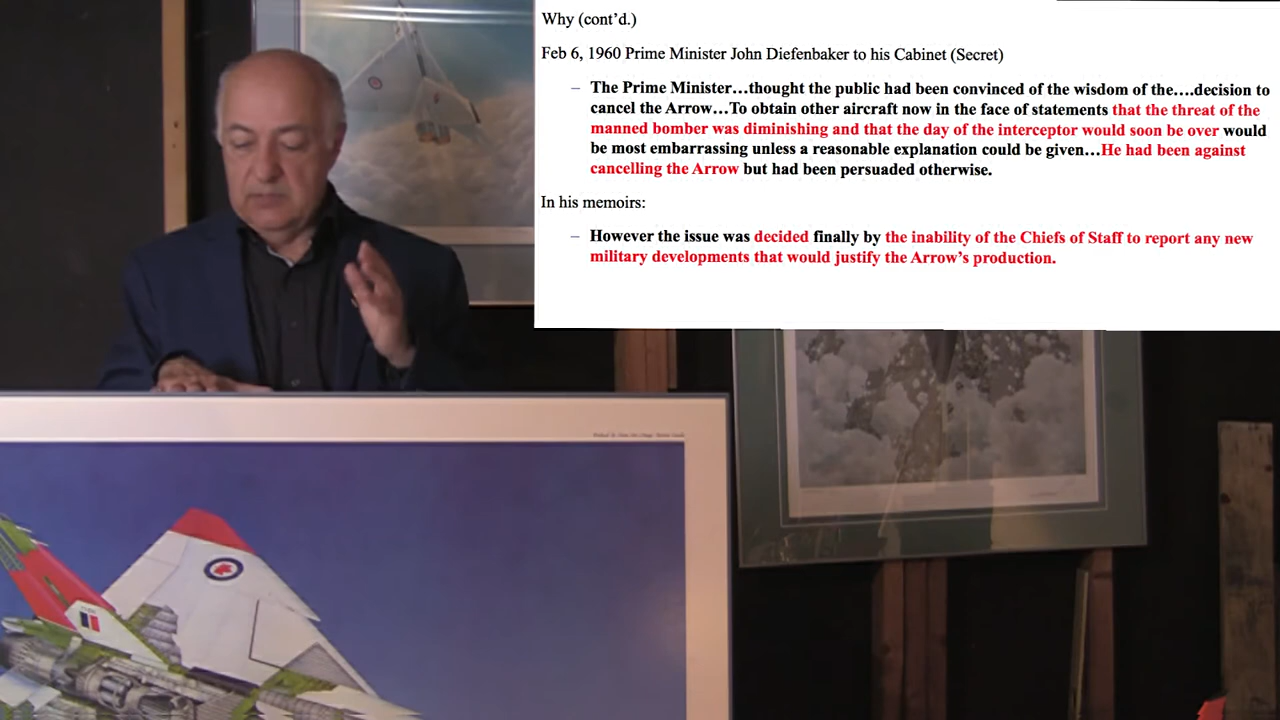 Why (cont’d.)
Feb 6, 1960 Prime Minister John Diefenbaker to his Cabinet (Secret)
– The Prime Minister…thought the public had been convinced of the wisdom of the….decision to
cancel the Arrow…To obtain other aircraft now in the face of statements that the threat of the
manned bomber was diminishing and that the day of the interceptor would soon be over would
be most embarrassing unless a reasonable explanation could be given…He had been against
cancelling the Arrow but had been persuaded otherwise.
In his memoirs:
– However the issue was decided finally by the inability of the Chiefs of Staff to report any new
military developments that would justify the Arrow’s production.